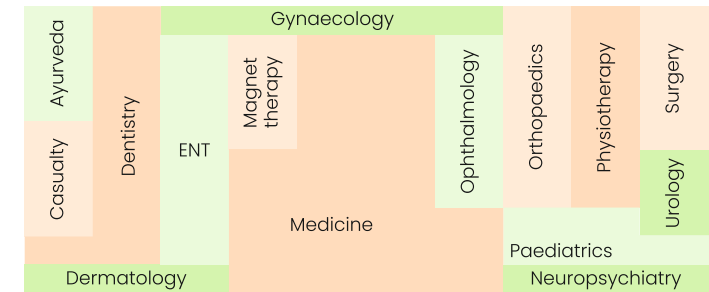 Gynaecology
Ayurveda
Casualty
Dentistry
ENT
Magnet
therapy
Medicine
Ophthalmology
Orthopaedics
Physiotherapy
Surgery
Urology
Paediatrics
Dermatology
Neuropsychiatry